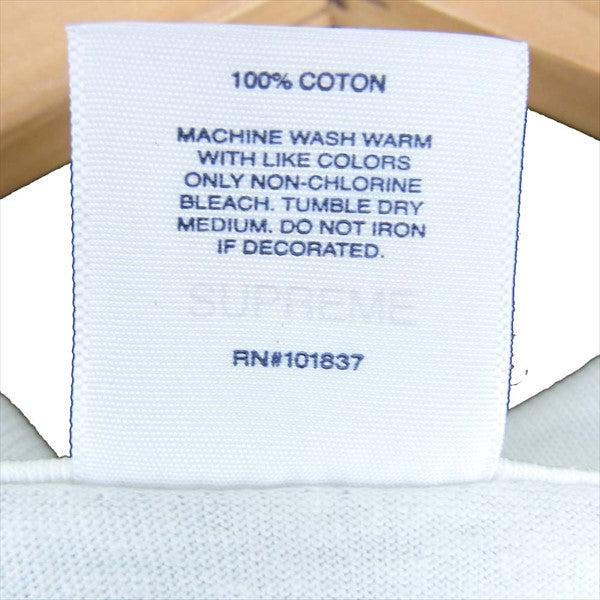 100% COTON
MACHINE WASH WARM
WITH LIKE COLORS
ONLY NON-CHLORINE
BLEACH. TUMBLE DRY
MEDIUM. DO NOT IRON
IF DECORATED.
SUPREME
RN#101837